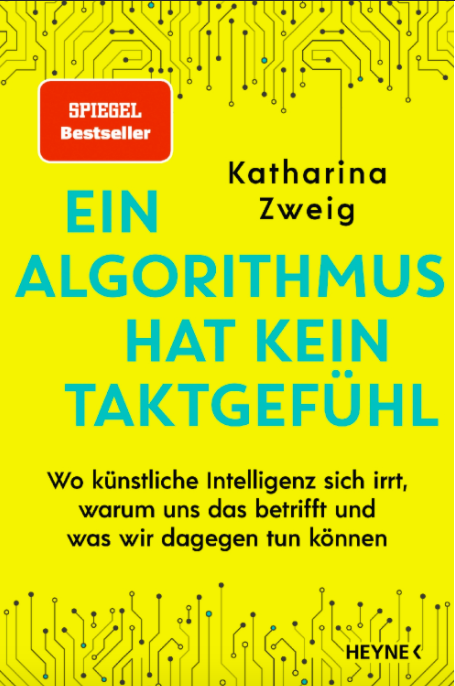 SPIEGEL
Bestseller
Katharina
Zweig
EIN
ALGORITHMUS
HAT KEIN
TAKTGEFÜHL
Wo künstliche Intelligenz sich irrt,
warum uns das betrifft und
was wir dagegen tun können
HEYNE